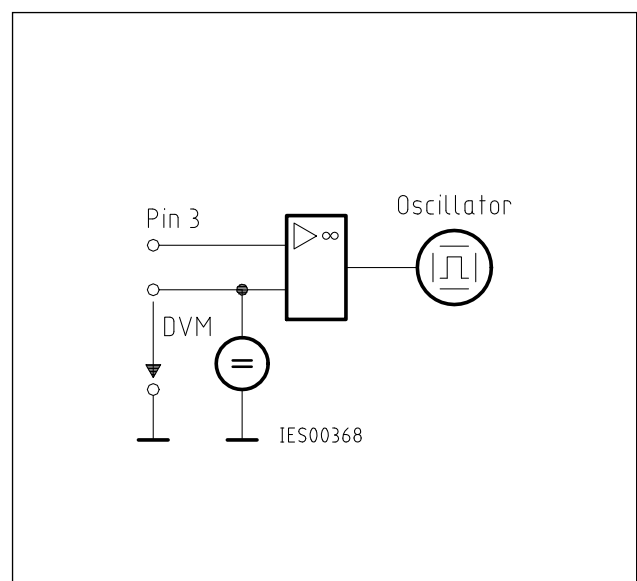 Oscillator
Pin 3
∞
DVM
=
IES00368